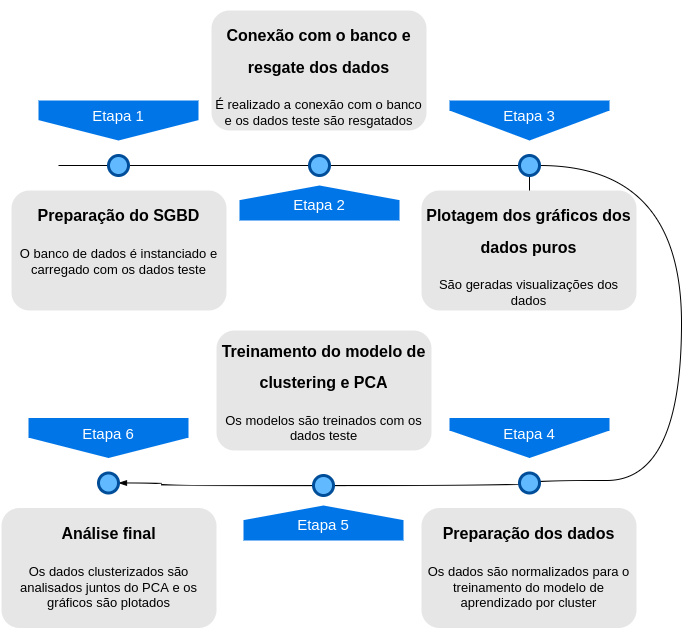 Etapa 1
Preparação do SGBD
O banco de dados é instanciado e
carregado com os dados teste
Conexão com o banco e
resgate dos dados
É realizado a conexão com o banco
e os dados teste são resgatados
Etapa 2
Etapa 3
Plotagem dos gráficos dos
dados puros
São geradas visualizações dos
dados
Etapa 4
Preparação dos dados
Os dados são normalizados para o
treinamento do modelo de
aprendizado por cluster
Treinamento do modelo de
clustering e PCA
Os modelos são treinados com os
dados teste
Etapa 5
Etapa 6
Análise final
Os dados clusterizados são
analisados juntos do PCA e os
gráficos são plotados